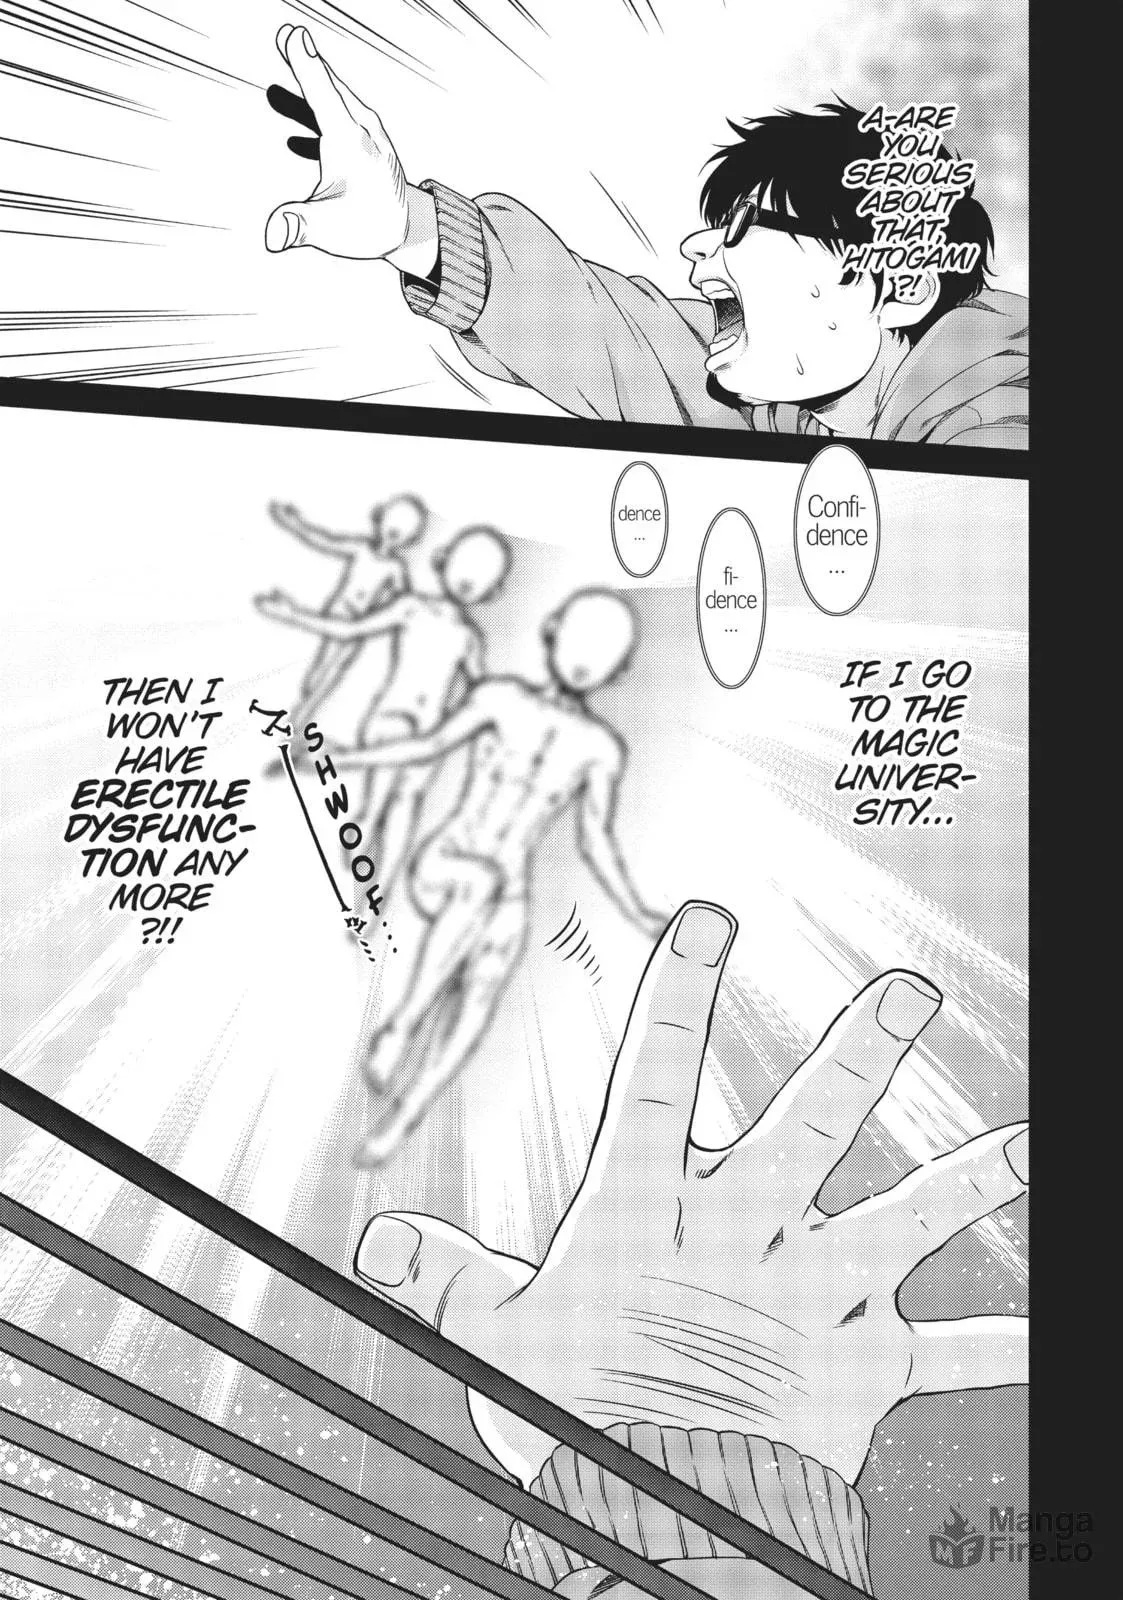 A-ARE
YOU
SERIOUS
ABOUT
THAT,
HITOGAMI
?!
Confi-
dence
...
fi-
dence
...
dence
...
IF I GO
TO THE
MAGIC
UNIVER-
SITY...
SHWOOF...
THEN I
WON'T
HAVE
ERECTILE
DYSFUNC-
TION ANY
MORE
?!!
Manga
Fire.to
MF